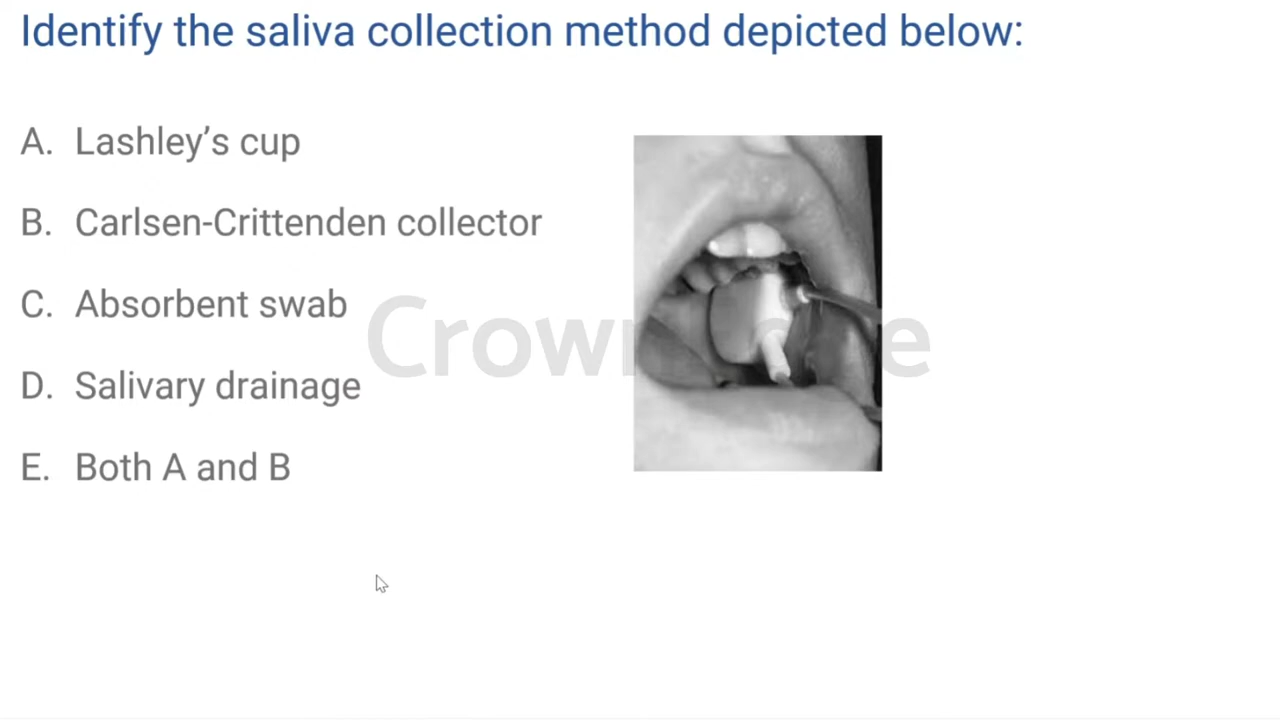 Identify the saliva collection method depicted below:
A. Lashley’s cup
B. Carlsen-Crittenden collector
C. Absorbent swab
D. Salivary drainage
E. Both A and B